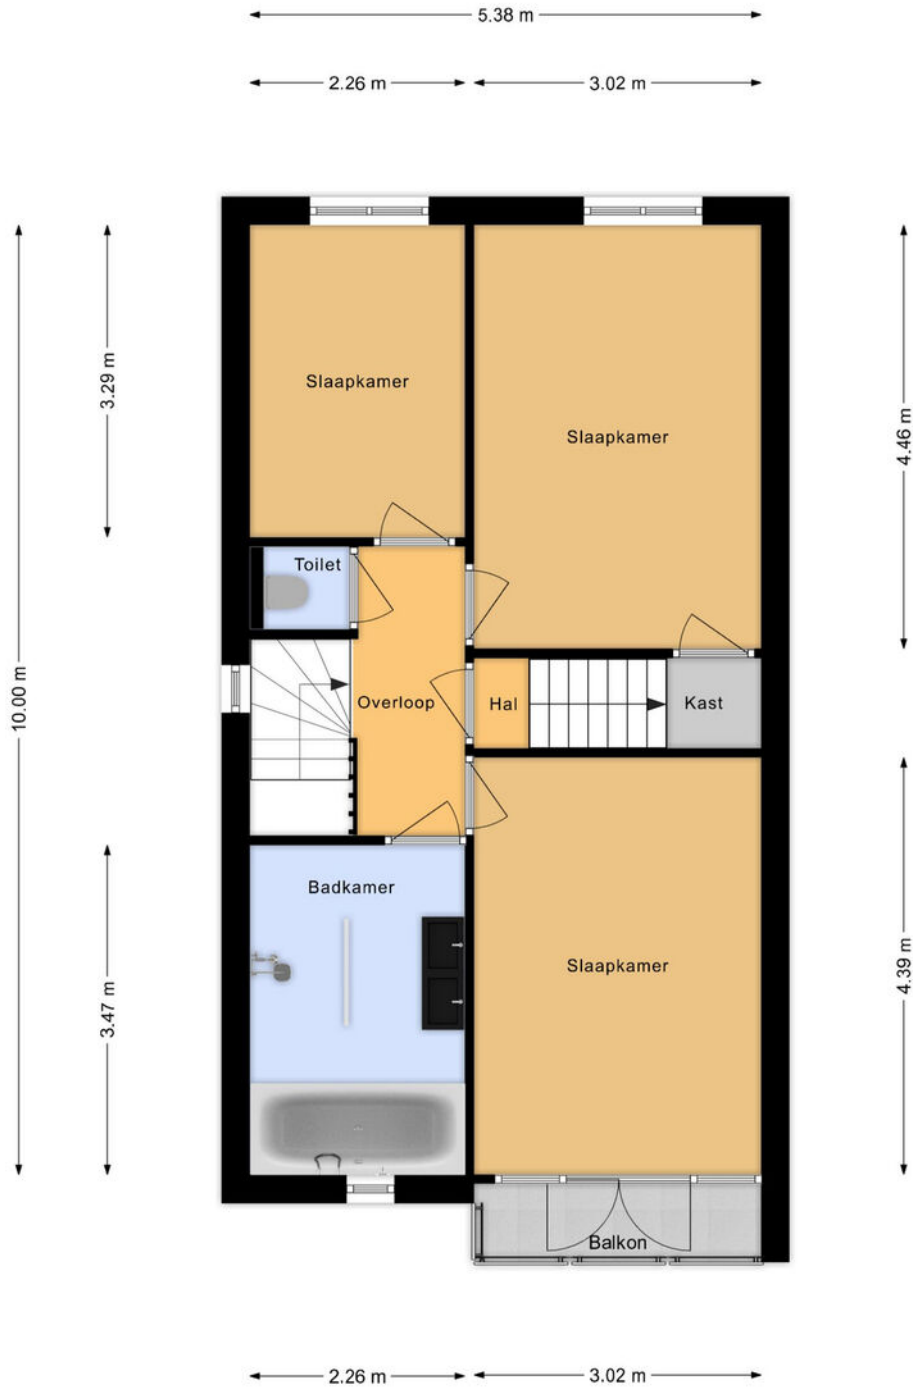 5.38 m
2.26 m
3.02 m
3.29 m
4.46 m
10.00 m
Slaapkamer
Slaapkamer
Toilet
Overloop
Hal
Kast
Badkamer
Slaapkamer
3.47 m
4.39 m
Balkon
2.26 m
3.02 m